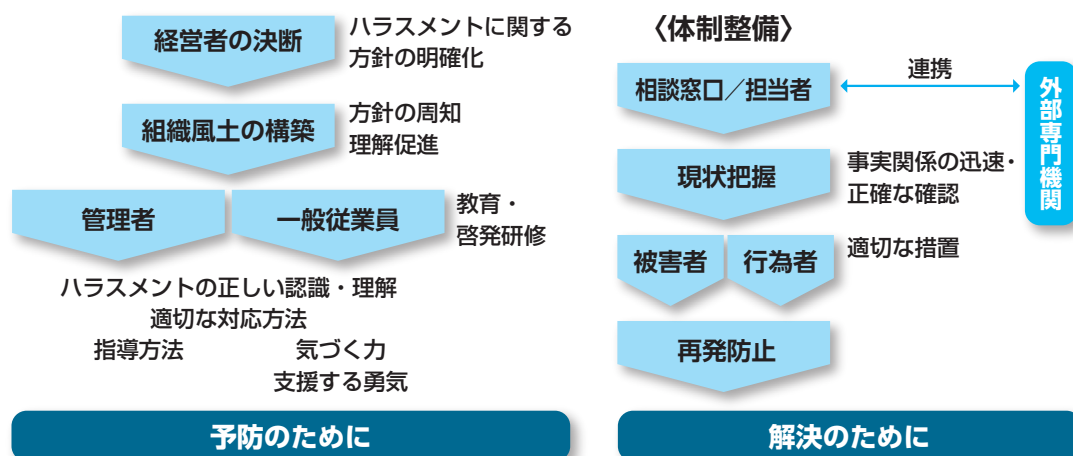 経営者の決断
ハラスメントに関する
方針の明確化
組織風土の構築
方針の周知
理解促進
管理者
一般従業員
教育・
啓発研修
ハラスメントの正しい認識・理解
適切な対応方法
指導方法
気づく力
支援する勇気
予防のために
〈体制整備〉
相談窓口／担当者
連携
外部専門機関
現状把握
事実関係の迅速・
正確な確認
被害者
行為者
適切な措置
再発防止
解決のために